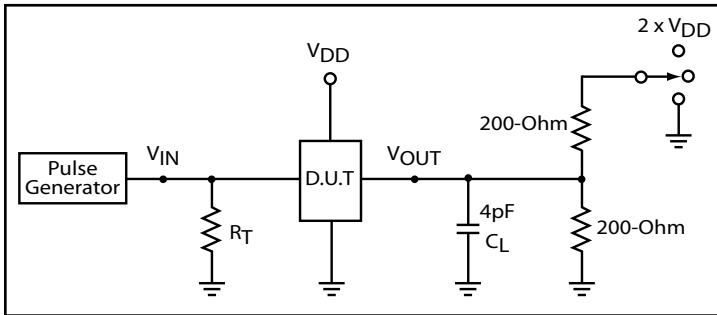 2 x VDD
VDD
200-Ohm
Pulse
Generator
VIN
D.U.T
VOUT
RT
4pF
CL
200-Ohm